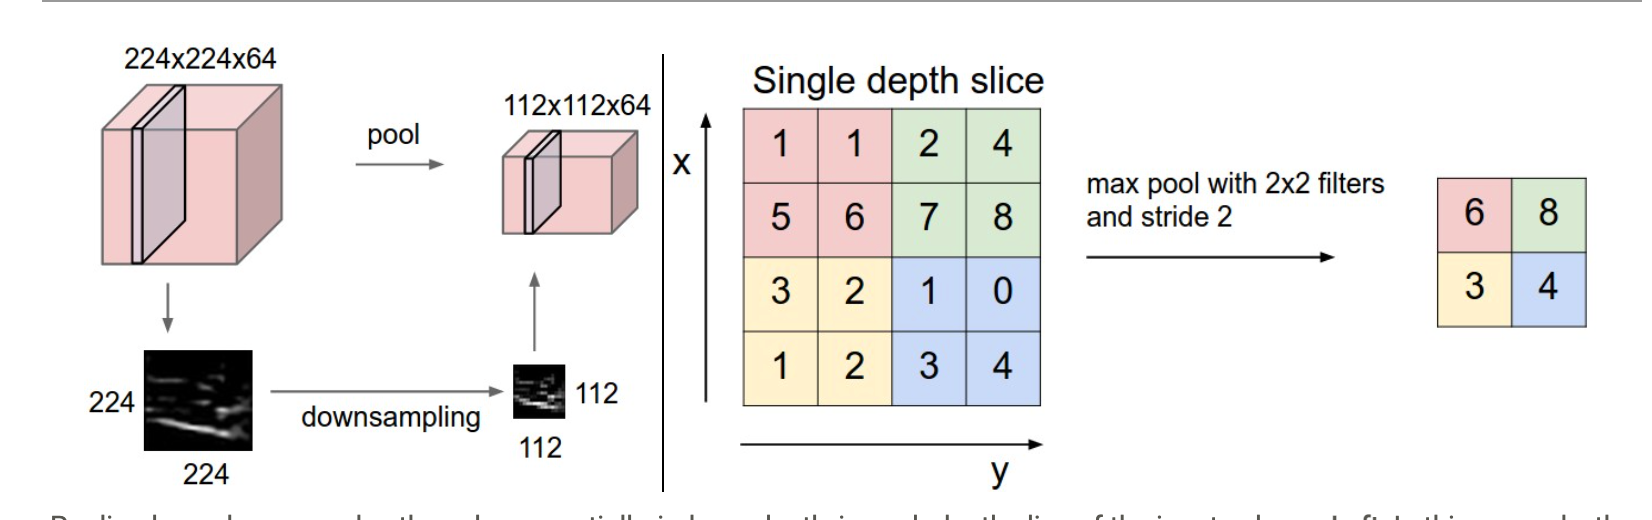 224x224x64
pool
112x112x64
224
224
downsampling
112
112
Single depth slice
x
1 1 2 4
5 6 7 8
3 2 1 0
1 2 3 4
y
max pool with 2x2 filters
and stride 2
6 8
3 4